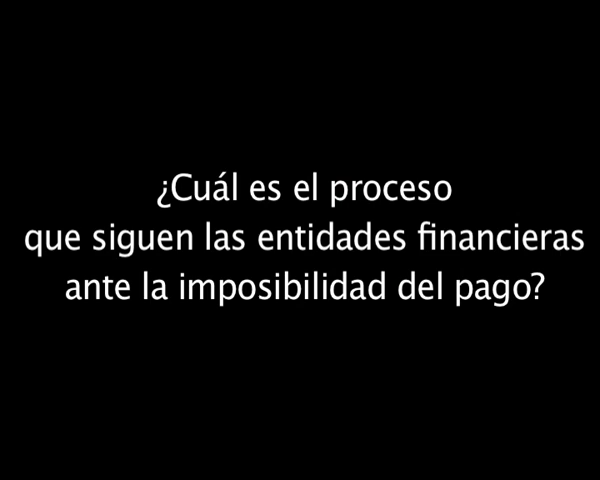 ¿Cuál es el proceso
que siguen las entidades financieras
ante la imposibilidad del pago?